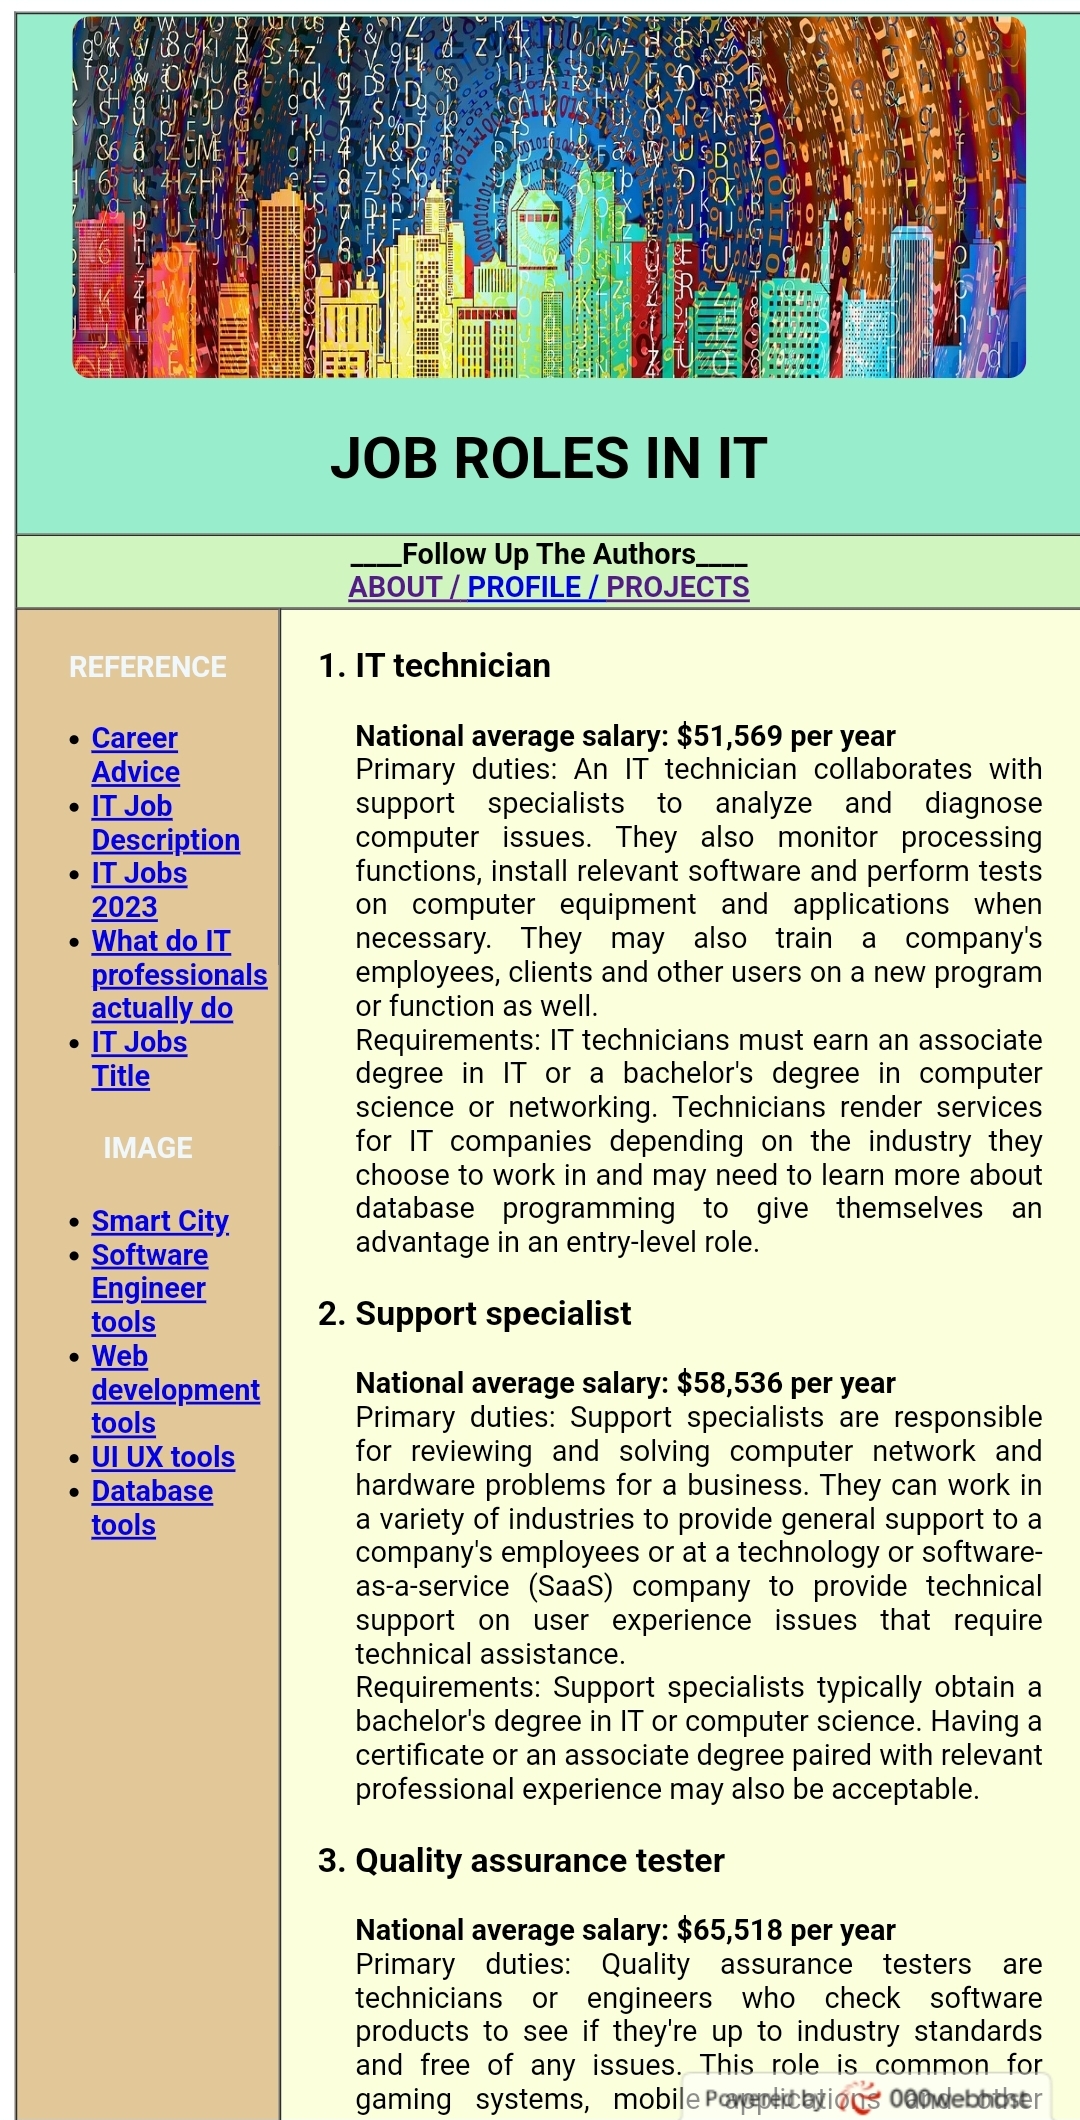 JOB ROLES IN IT
____Follow Up The Authors____
ABOUT / PROFILE / PROJECTS
REFERENCE
• Career
Advice
• IT Job
Description
• IT Jobs
2023
• What do IT
professionals
actually do
• IT Jobs
Title
IMAGE
• Smart City
• Software
Engineer
tools
• Web
development
tools
• UI UX tools
• Database
tools
1. IT technician
National average salary: $51,569 per year
Primary duties: An IT technician collaborates with
support specialists to analyze and diagnose
computer issues. They also monitor processing
functions, install relevant software and perform tests
on computer equipment and applications when
necessary. They may also train a company's
employees, clients and other users on a new program
or function as well.
Requirements: IT technicians must earn an associate
degree in IT or a bachelor's degree in computer
science or networking. Technicians render services
for IT companies depending on the industry they
choose to work in and may need to learn more about
database programming to give themselves an
advantage in an entry-level role.
2. Support specialist
National average salary: $58,536 per year
Primary duties: Support specialists are responsible
for reviewing and solving computer network and
hardware problems for a business. They can work in
a variety of industries to provide general support to a
company's employees or at a technology or software-
as-a-service (SaaS) company to provide technical
support on user experience issues that require
technical assistance.
Requirements: Support specialists typically obtain a
bachelor's degree in IT or computer science. Having a
certificate or an associate degree paired with relevant
professional experience may also be acceptable.
3. Quality assurance tester
National average salary: $65,518 per year
Primary duties: Quality assurance testers are
technicians or engineers who check software
products to see if they're up to industry standards
and free of any issues. This role is common for
gaming systems, mobile applications and other
Powered by 000webhost